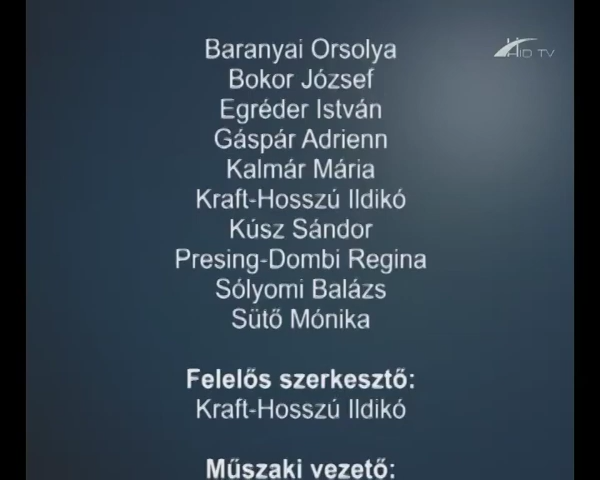 HÍD TV
Baranyai Orsolya
Bokor József
Egréder István
Gáspár Adrienn
Kalmár Mária
Kraft-Hosszú Ildikó
Kúsz Sándor
Presing-Dombi Regina
Sólyomi Balázs
Sütő Mónika
Felelős szerkesztő:
Kraft-Hosszú Ildikó
Műszaki vezető: